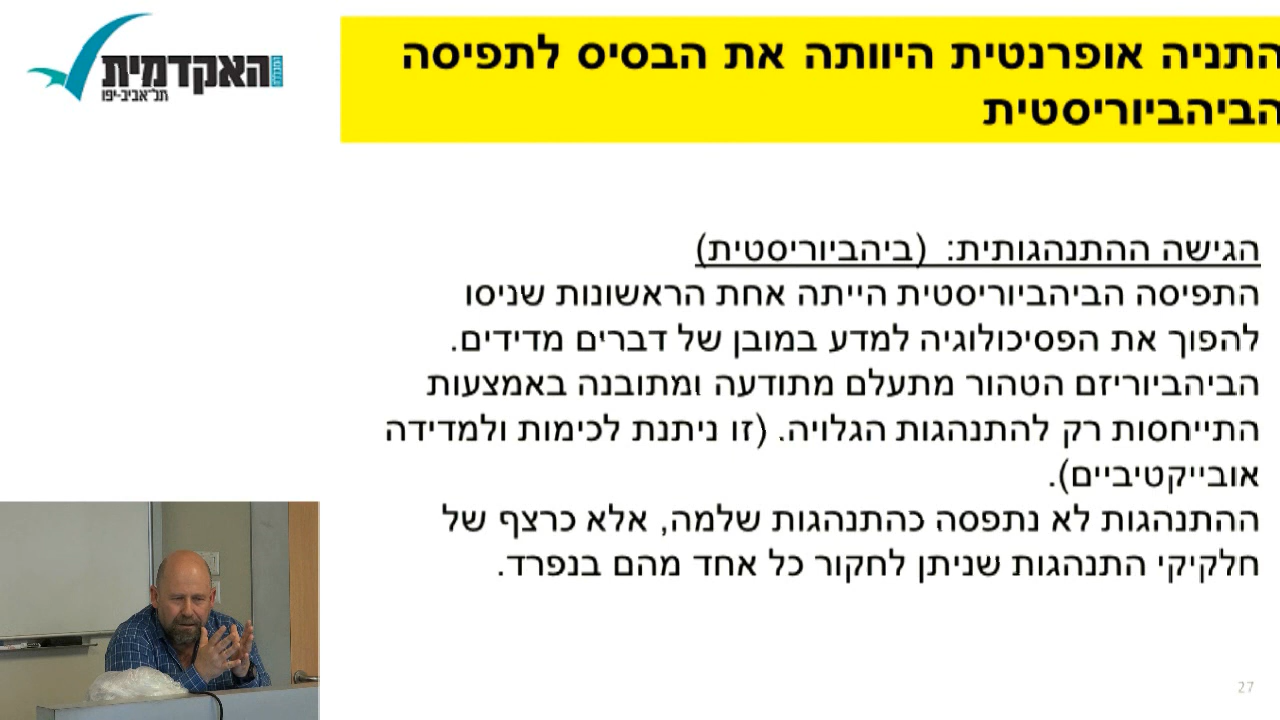 האקדמית
תל־אביב-יפו
התניה אופרנטית היוותה את הבסיס לתפיסה
הביהביוריסטית
הגישה ההתנהגותית: (ביהביוריסטית)
התפיסה הביהביוריסטית הייתה אחת הראשונות שניסו
להפוך את הפסיכולוגיה למדע במובן של דברים מדידים.
הביהביוריזם הטהור מתעלם מתודעה ומתובנה באמצעות
התייחסות רק להתנהגות הגלויה. (זו ניתנת לכימות ולמדידה
אובייקטיביים).
ההתנהגות לא נתפסה כהתנהגות שלמה, אלא כרצף של
חלקיקי התנהגות שניתן לחקור כל אחד מהם בנפרד.
27